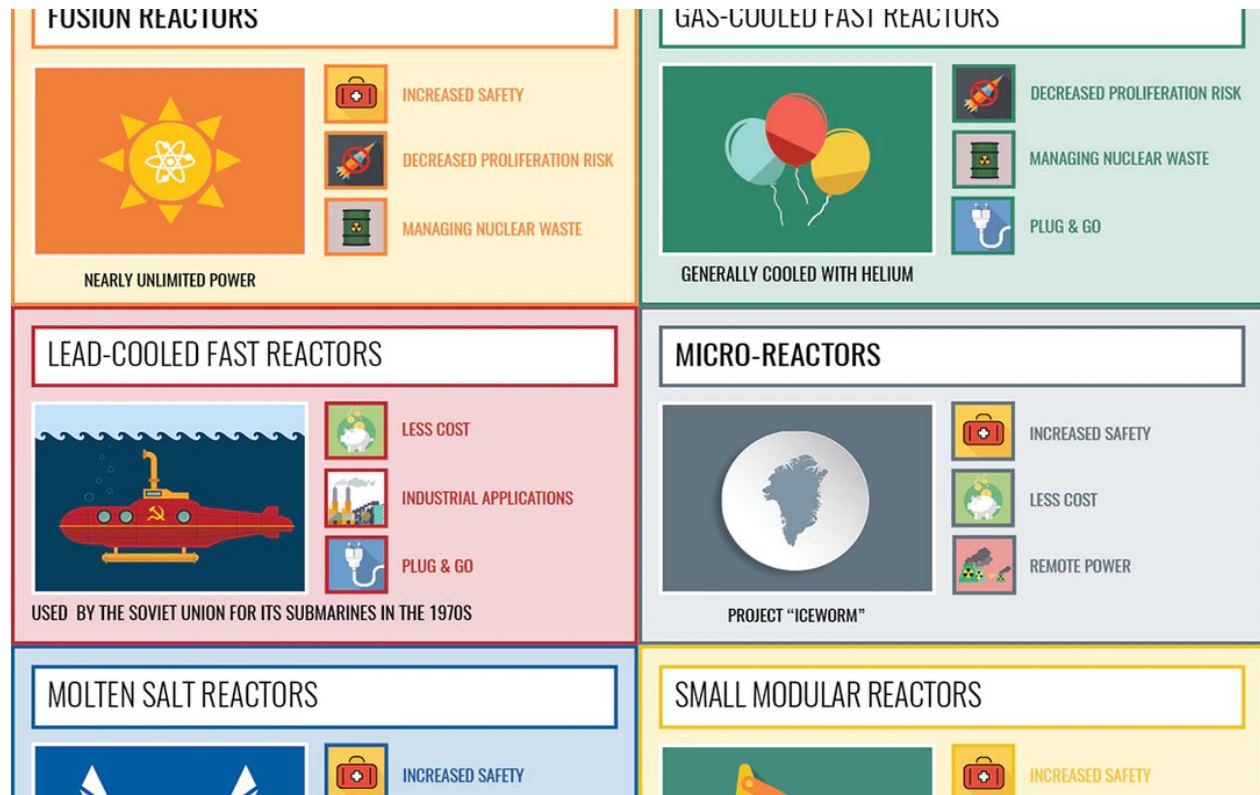 FUSION REACTORS
INCREASED SAFETY
DECREASED PROLIFERATION RISK
MANAGING NUCLEAR WASTE
NEARLY UNLIMITED POWER
GAS-COOLED FAST REACTORS
DECREASED PROLIFERATION RISK
MANAGING NUCLEAR WASTE
PLUG & GO
GENERALLY COOLED WITH HELIUM
LEAD-COOLED FAST REACTORS
LESS COST
INDUSTRIAL APPLICATIONS
PLUG & GO
USED BY THE SOVIET UNION FOR ITS SUBMARINES IN THE 1970S
MICRO-REACTORS
INCREASED SAFETY
LESS COST
REMOTE POWER
PROJECT “ICEWORM”
MOLTEN SALT REACTORS
INCREASED SAFETY
SMALL MODULAR REACTORS
INCREASED SAFETY